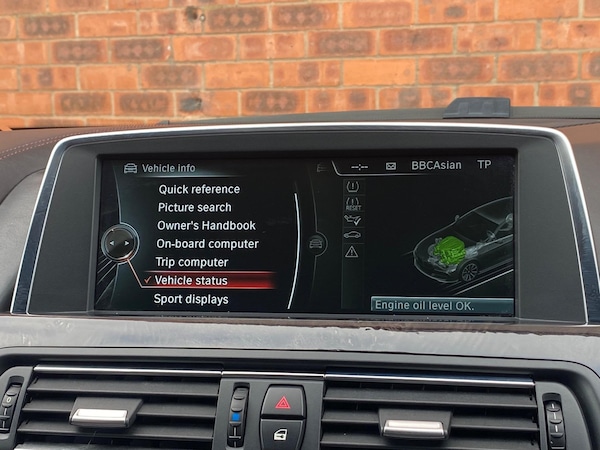 Vehicle info
--:-- BBCAsian TP
Quick reference
Picture search
Owner's Handbook
On-board computer
Trip computer
Vehicle status
Sport displays
RESET
Engine oil level OK.